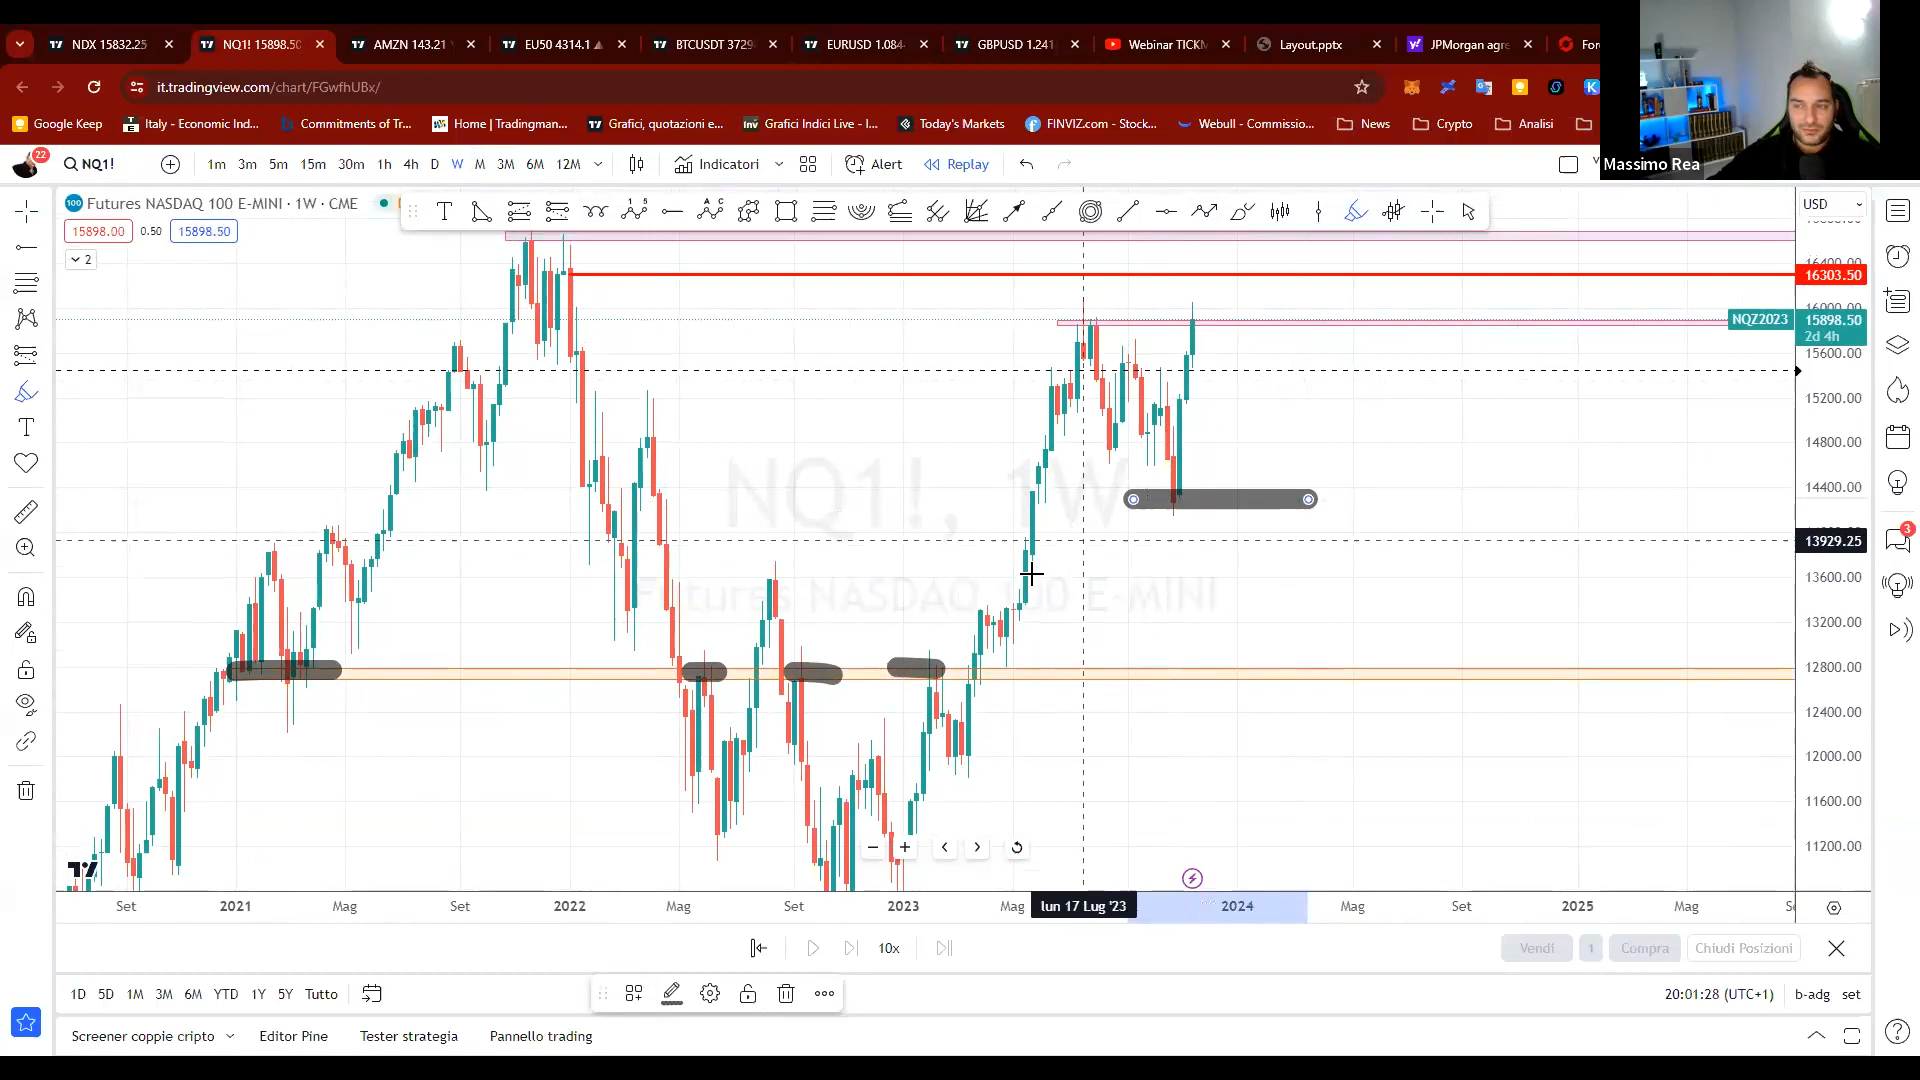 NDX 15832.25
NQ1! 15898.50
AMZN 143.21
EU50 4314.1
BTCUSDT 3729
EURUSD 1.084
GBPUSD 1.241
Webinar TICKM
Layout.pptx
JPMorgan agre
For
it.tradingview.com/chart/FGwfhUBx/
Google Keep
Italy - Economic Ind...
Commitments of Tr...
Home | Tradingman...
Grafici, quotazioni e...
Grafici Indici Live - I...
Today's Markets
FINVIZ.com - Stock...
Webull - Commissio...
News
Crypto
Analisi
Massimo Rea
22
NQ1!
1m 3m 5m 15m 30m 1h 4h D W M 3M 6M 12M
Indicatori
Alert
Replay
Futures NASDAQ 100 E-MINI · 1W · CME
USD
15898.00 0.50 15898.50
2
16400.00
16303.50
16000.00
NQZ2023 15898.50
2d 4h
15600.00
15200.00
14800.00
14400.00
13929.25
13600.00
13200.00
12800.00
12400.00
12000.00
11600.00
11200.00
NQ1!, 1W
Futures NASDAQ 100 E-MINI
3
Set 2021 Mag Set 2022 Mag Set 2023 Mag lun 17 Lug '23 2024 Mag Set 2025 Mag
10x
Vendi 1 Compra Chiudi Posizioni
1D 5D 1M 3M 6M YTD 1Y 5Y Tutto
20:01:28 (UTC+1) b-adg set
Screener coppie cripto Editor Pine Tester strategia Pannello trading